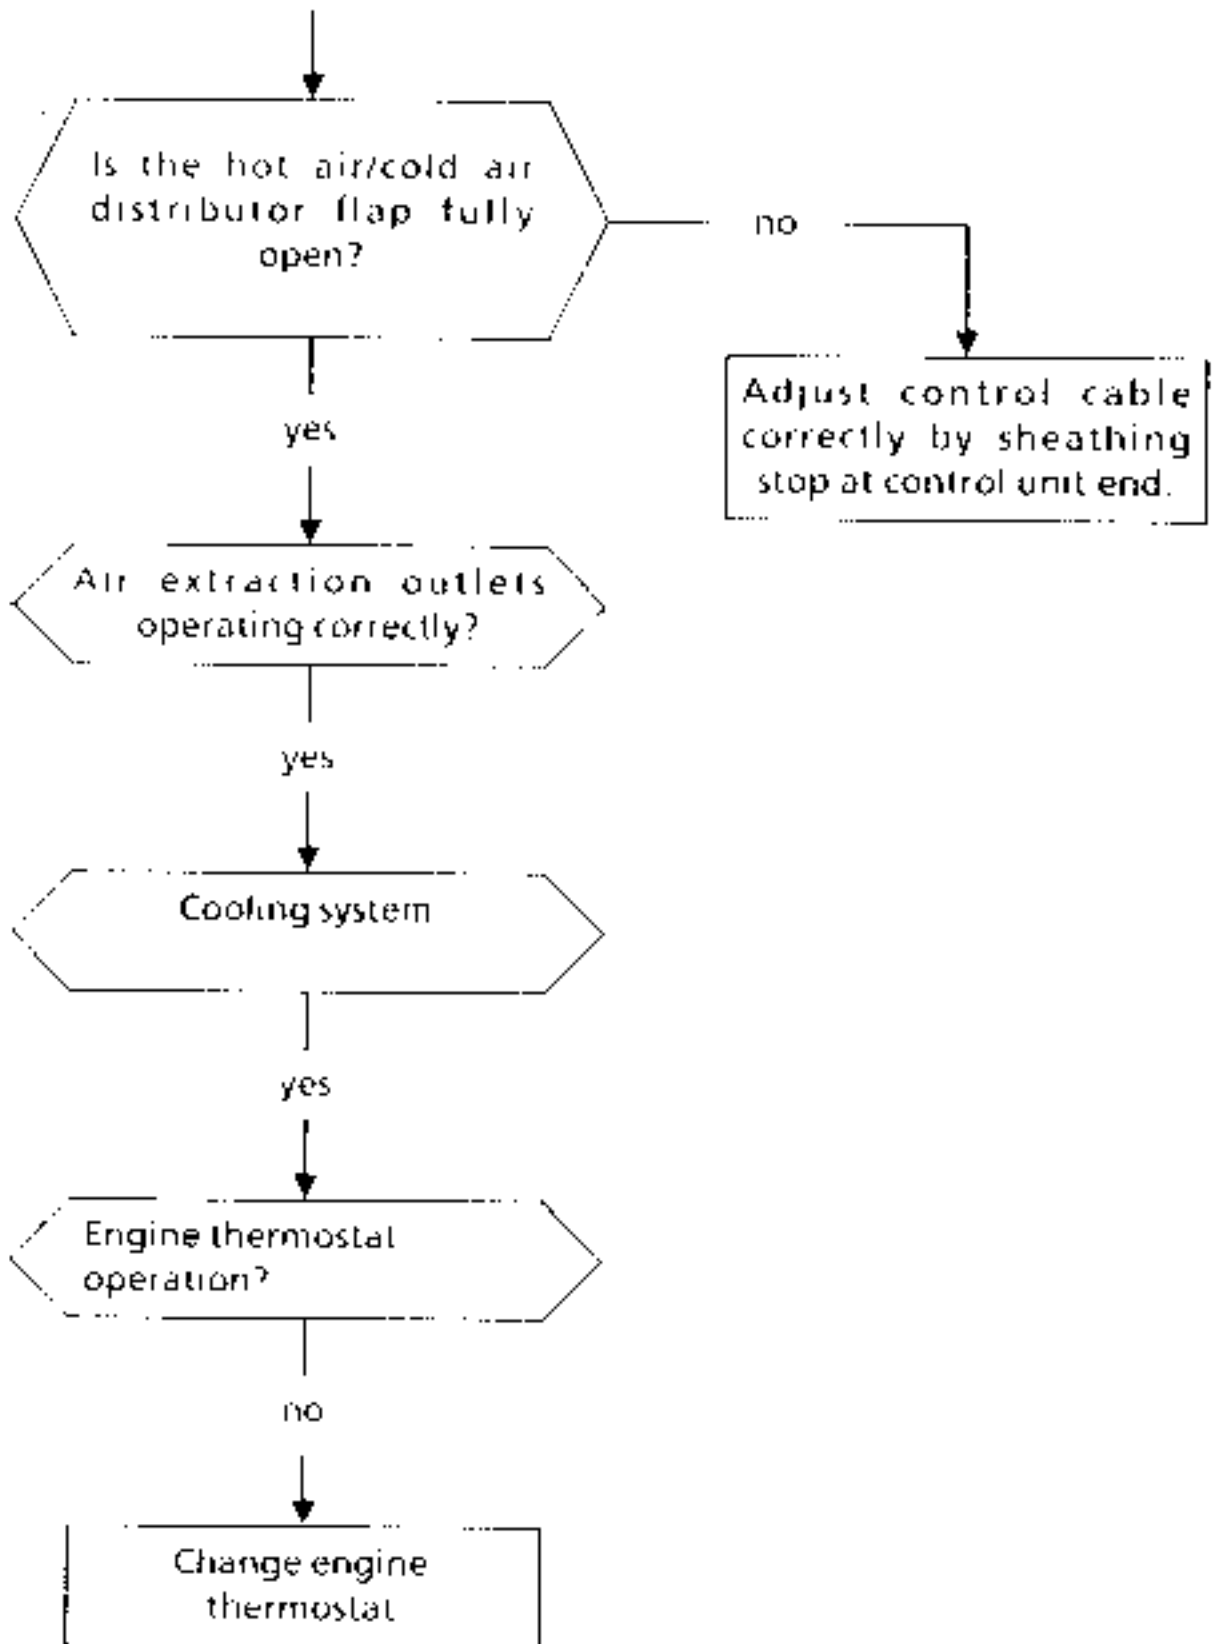 Is the hot air/cold air
distributor flap fully
open?
no
Adjust control cable
correctly by sheathing
stop at control unit end.
yes
Air extraction outlets
operating correctly?
yes
Cooling system
yes
Engine thermostat
operation?
no
Change engine
thermostat